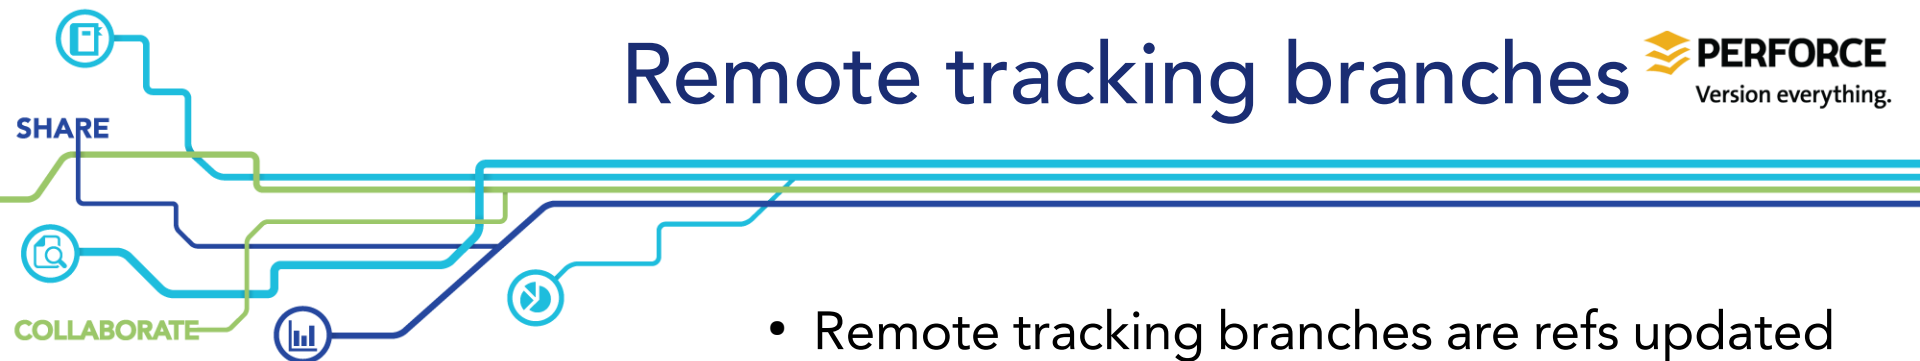 Remote tracking branches
PERFORCE
Version everything.
SHARE
COLLABORATE
• Remote tracking branches are refs updated